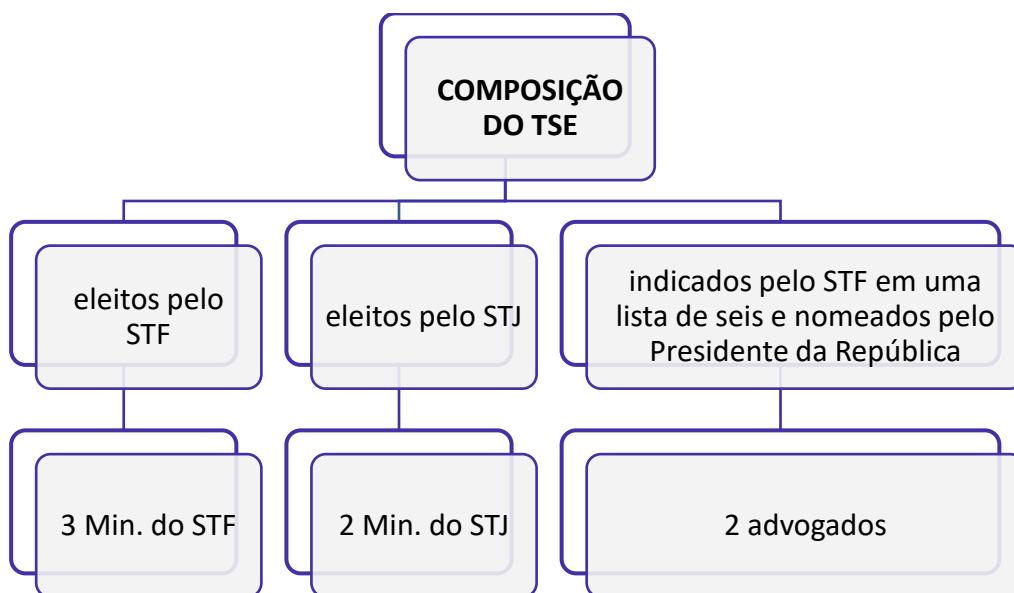 COMPOSIÇÃO
DO TSE
eleitos pelo
STF
eleitos pelo STJ
indicados pelo STF em uma
lista de seis e nomeados pelo
Presidente da República
3 Min. do STF
2 Min. do STJ
2 advogados